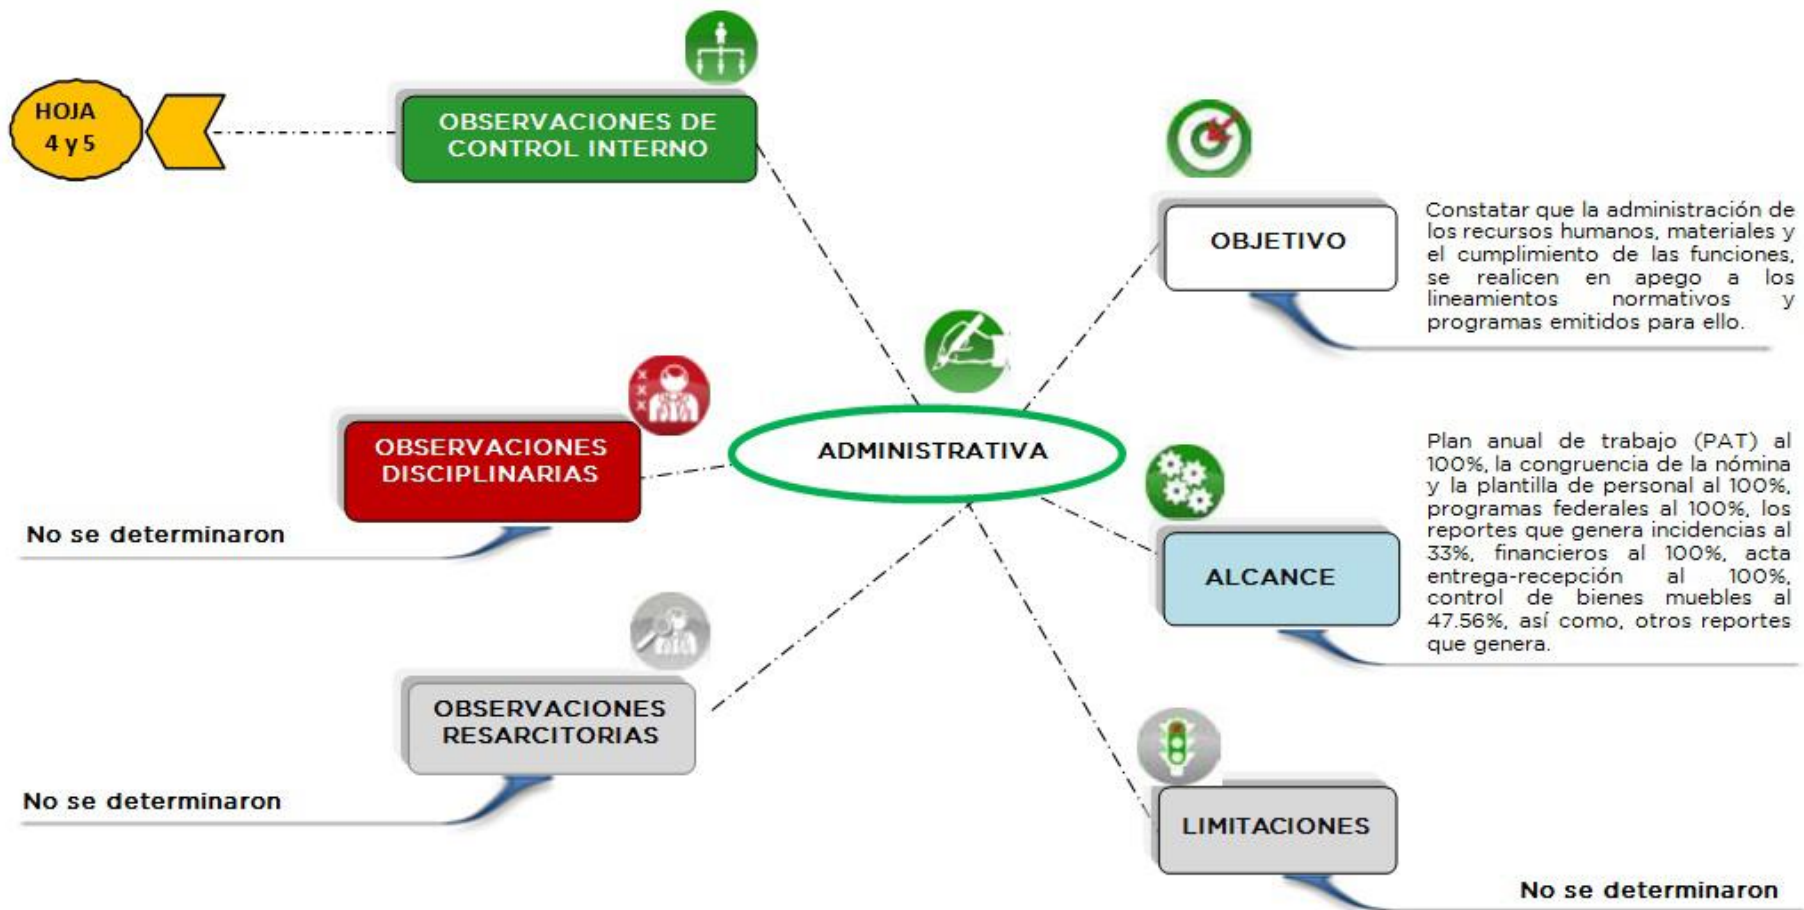 HOJA
4 y 5
OBSERVACIONES DE
CONTROL INTERNO
OBJETIVO
Constatar que la administración de
los recursos humanos, materiales y
el cumplimiento de las funciones,
se realicen en apego a los
lineamientos normativos y
programas emitidos para ello.
OBSERVACIONES
DISCIPLINARIAS
No se determinaron
ADMINISTRATIVA
ALCANCE
Plan anual de trabajo (PAT) al
100%, la congruencia de la nómina
y la plantilla de personal al 100%,
programas federales al 100%, los
reportes que genera incidencias al
33%, financieros al 100%, acta
entrega-recepción al 100%,
control de bienes muebles al
47.56%, así como, otros reportes
que genera.
OBSERVACIONES
RESARCITORIAS
No se determinaron
LIMITACIONES
No se determinaron